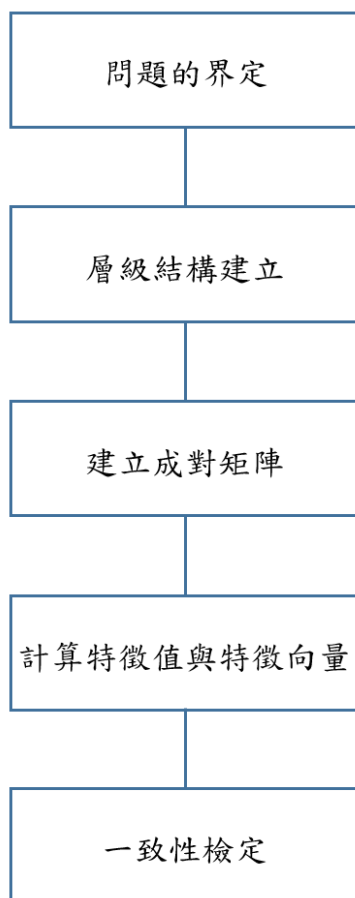 問題的界定
層級結構建立
建立成對矩陣
計算特徵值與特徵向量
一致性檢定